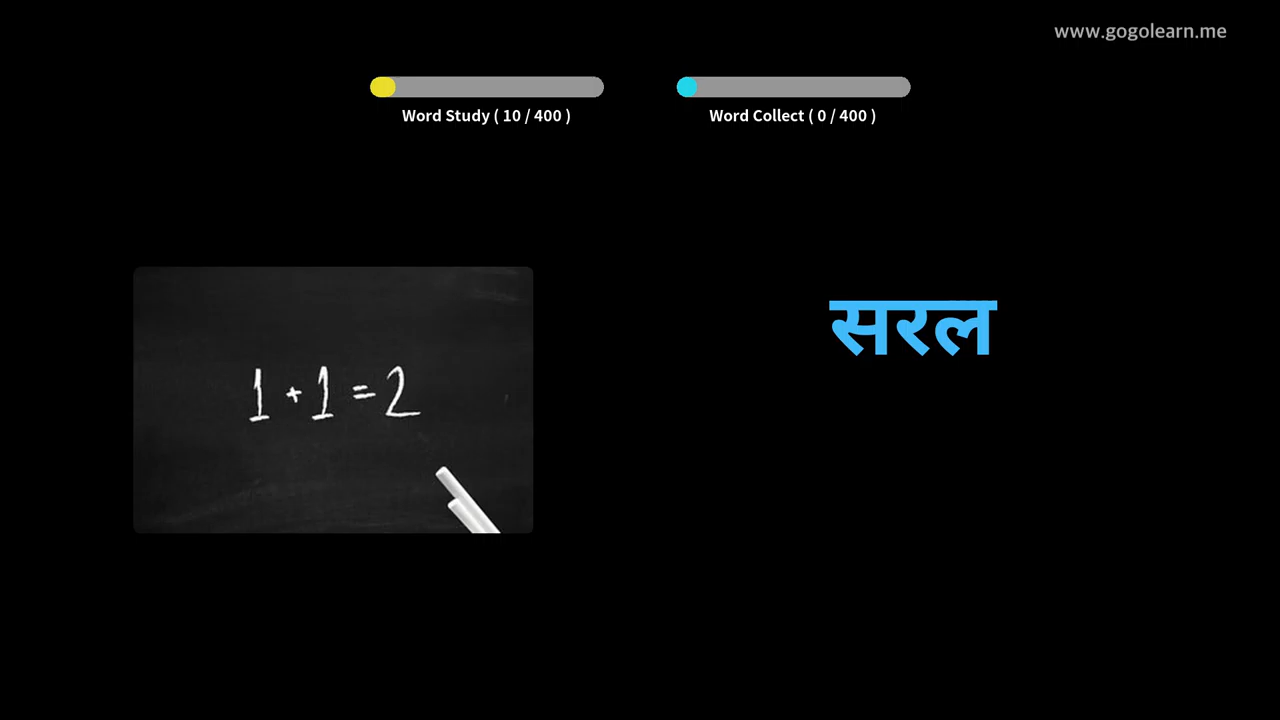 www.gogolearn.me
Word Study ( 10 / 400 )
Word Collect ( 0 / 400 )
सरल
1 + 1 = 2